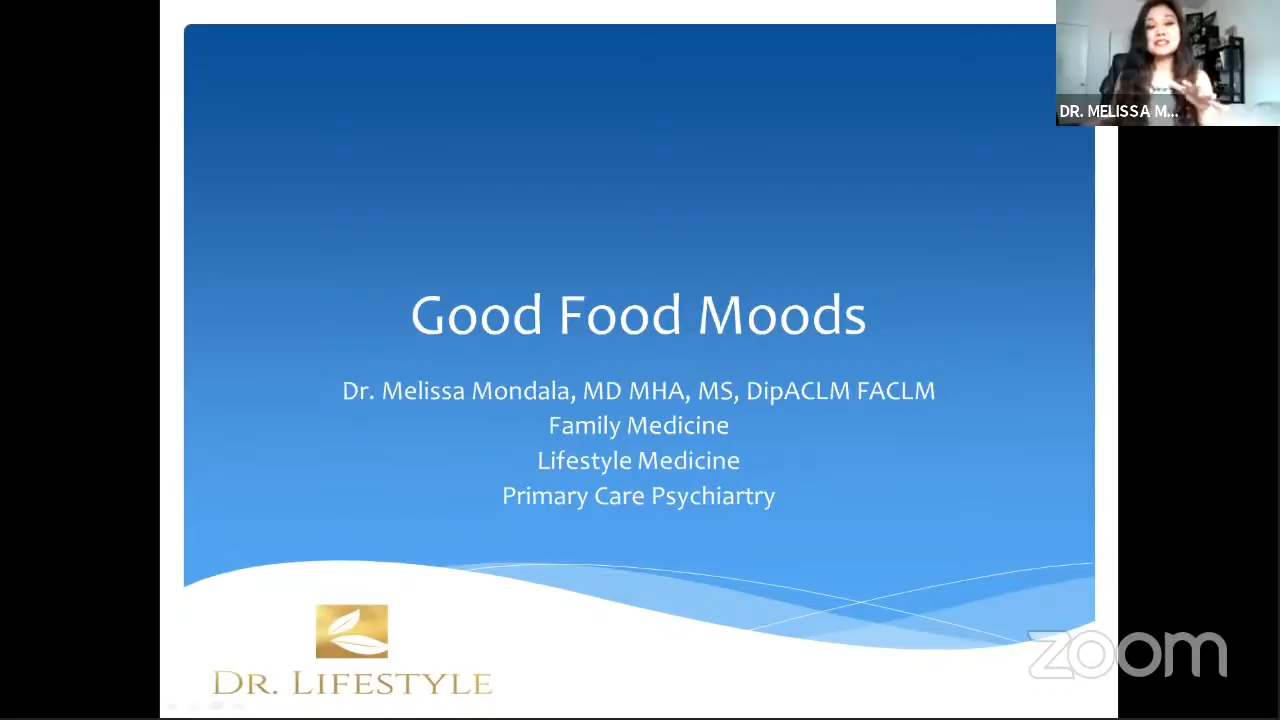 DR. MELISSA M...
Good Food Moods
Dr. Melissa Mondala, MD MHA, MS, DipACLM FACLM
Family Medicine
Lifestyle Medicine
Primary Care Psychiartry
DR. LIFESTYLE
zoom